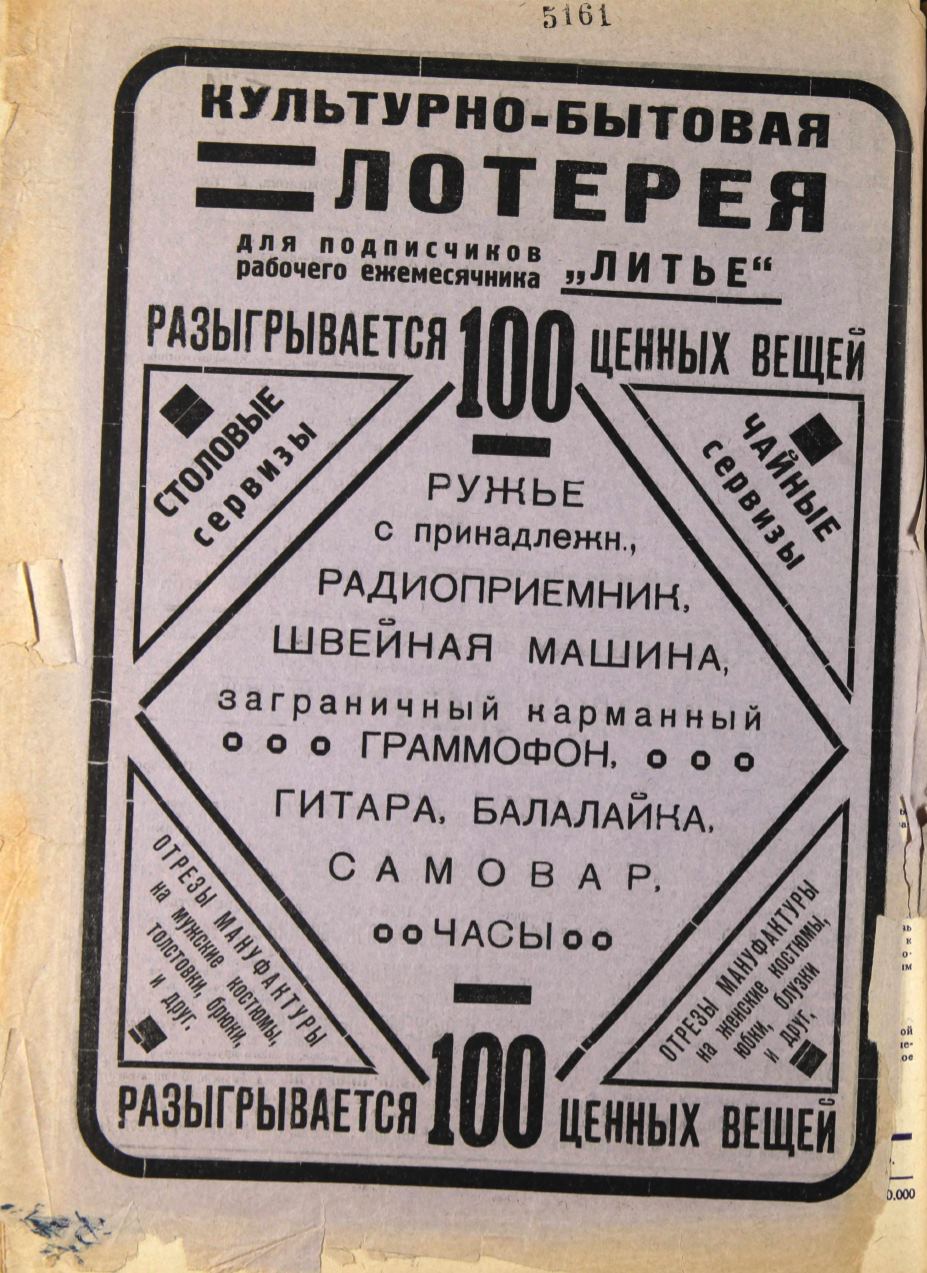 5161
КУЛЬТУРНО-БЫТОВАЯ
ЛОТЕРЕЯ
для подписчиков
рабочего ежемесячника „ЛИТЬЕ“
РАЗЫГРЫВАЕТСЯ 100 ЦЕННЫХ ВЕЩЕЙ
СТОЛОВЫЕ
сервизы
ЧАЙНЫЕ
сервизы
РУЖЬЕ
с принадлежн.,
РАДИОПРИЕМНИК,
ШВЕЙНАЯ МАШИНА,
заграничный карманный
ГРАММОФОН,
ГИТАРА, БАЛАЛАЙКА,
САМОВАР,
ЧАСЫ
ОТРЕЗЫ МАНУФАКТУРЫ
на мужские костюмы,
толстовки, брюки,
и друг.
ОТРЕЗЫ МАНУФАКТУРЫ
на женские костюмы,
юбки, блузки
и друг.
РАЗЫГРЫВАЕТСЯ 100 ЦЕННЫХ ВЕЩЕЙ